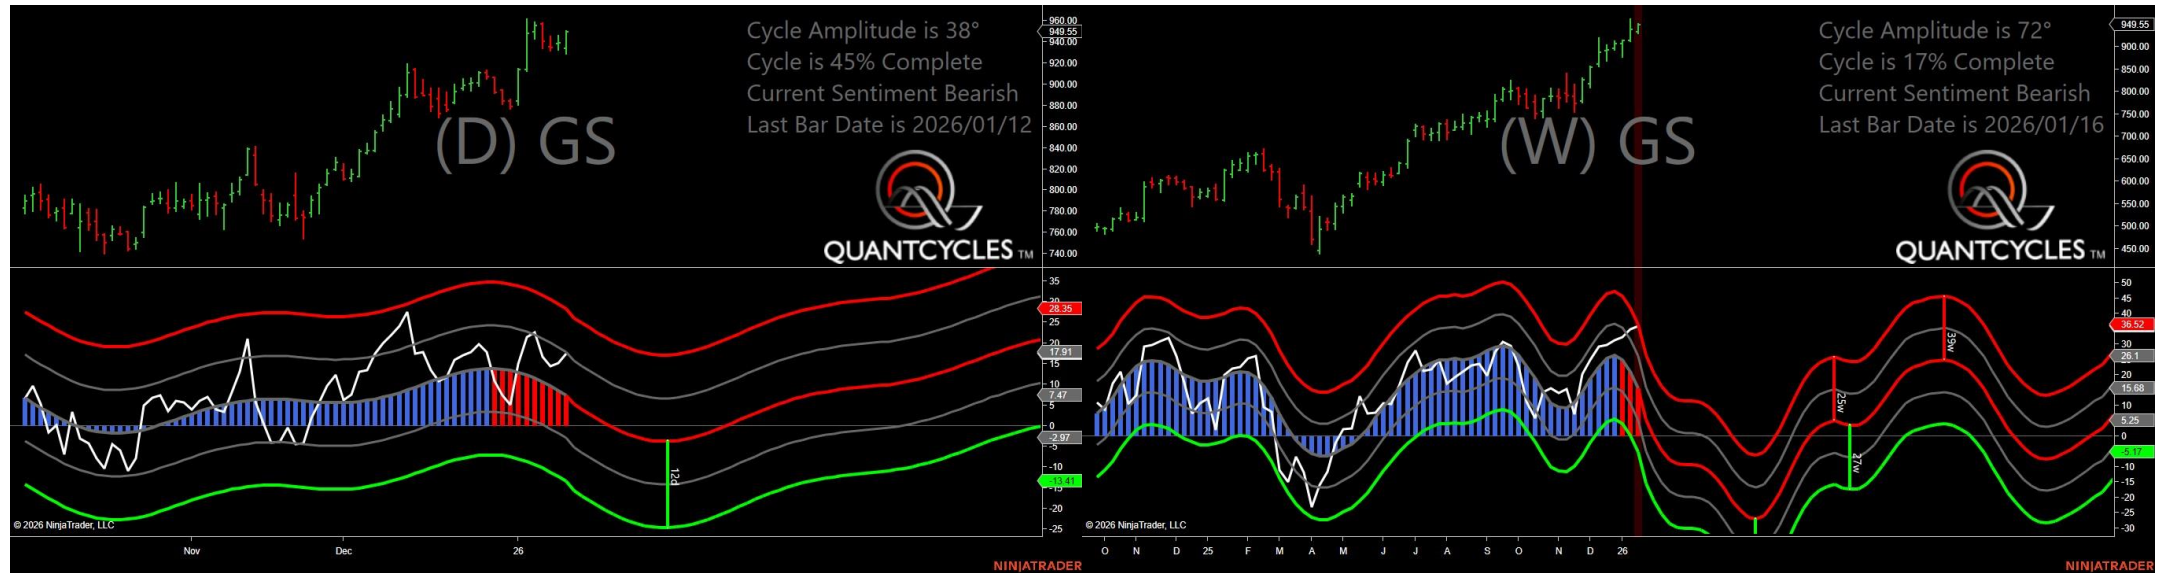 Cycle Amplitude is 38°
Cycle is 45% Complete
Current Sentiment Bearish
Last Bar Date is 2026/01/12
(D) GS
QUANTCYCLES TM
960.00
949.55
940.00
920.00
900.00
880.00
860.00
840.00
820.00
800.00
780.00
760.00
740.00
35
28.35
25
17.91
15
10
7.47
5
0
-2.97
-5
-10
-13.41
-20
-25
12d
© 2026 NinjaTrader, LLC
Nov
Dec
26
NINJATRADER
Cycle Amplitude is 72°
Cycle is 17% Complete
Current Sentiment Bearish
Last Bar Date is 2026/01/16
(W) GS
QUANTCYCLES TM
949.55
900.00
850.00
800.00
750.00
700.00
650.00
600.00
550.00
500.00
450.00
50
45
40
36.52
30
26.1
20
15.68
10
5.25
0
-5.17
-10
-15
-20
-25
-30
25w
39w
© 2026 NinjaTrader, LLC
O N D 25 F M A M J J A S O N D 26
NINJATRADER